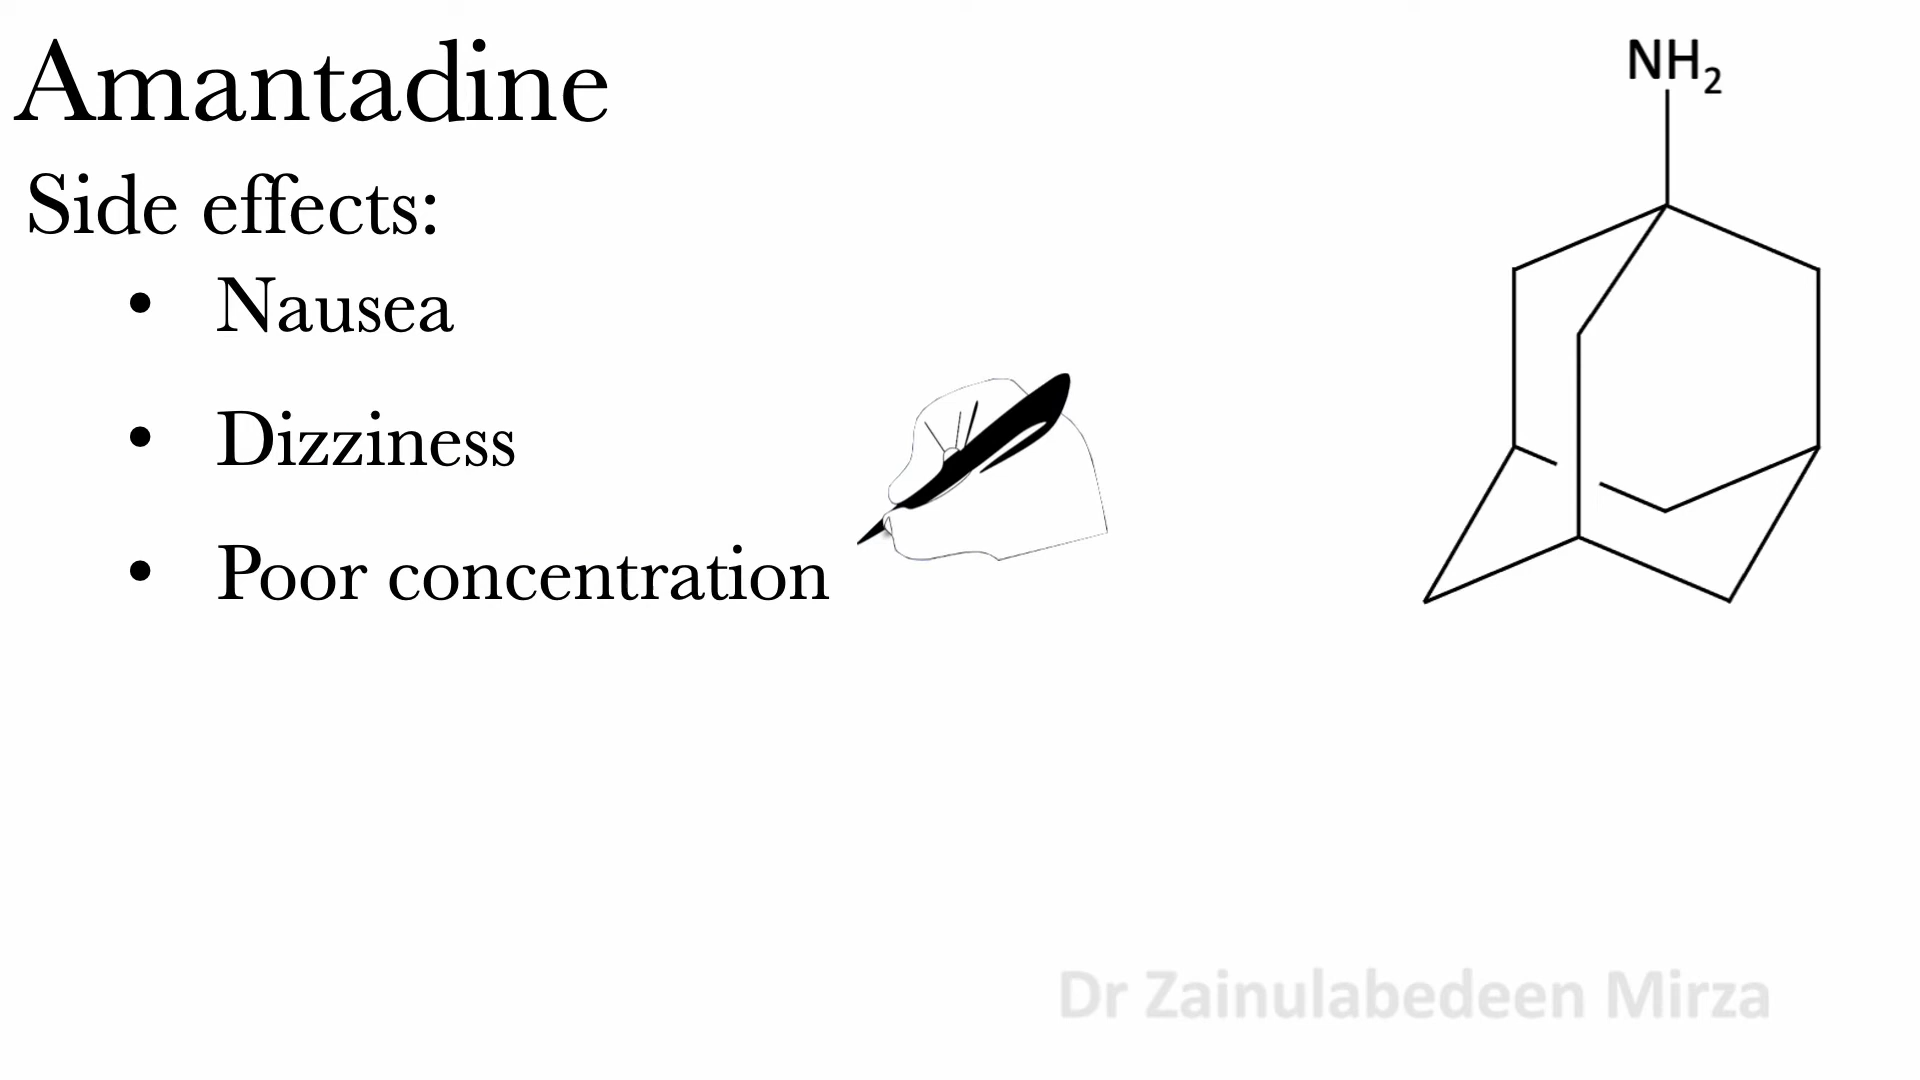 Amantadine
Side effects:
• Nausea
• Dizziness
• Poor concentration
NH2
Dr Zainulabedeen Mirza